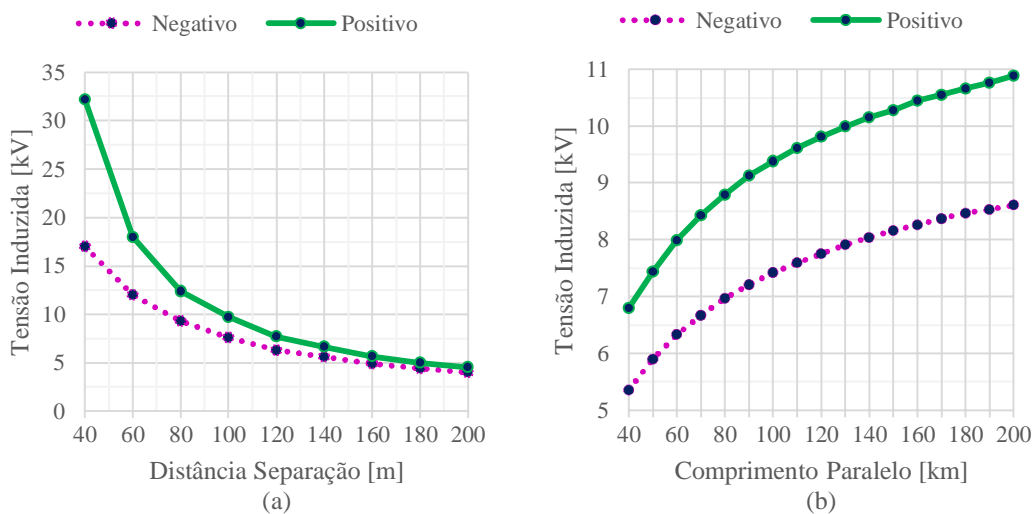 Negativo Positivo
Tensão Induzida [kV]
35
30
25
20
15
10
5
0
40 60 80 100 120 140 160 180 200
Distância Separação [m]
(a)
Negativo Positivo
Tensão Induzida [kV]
11
10
9
8
7
6
5
40 60 80 100 120 140 160 180 200
Comprimento Paralelo [km]
(b)